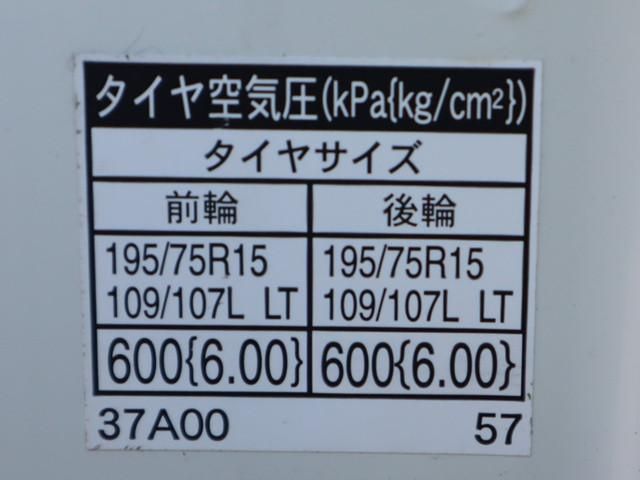 タイヤ空気圧(kPa{kg/cm²})
タイヤサイズ
前輪 後輪
195/75R15 195/75R15
109/107L LT 109/107L LT
600{6.00} 600{6.00}
37A00 57